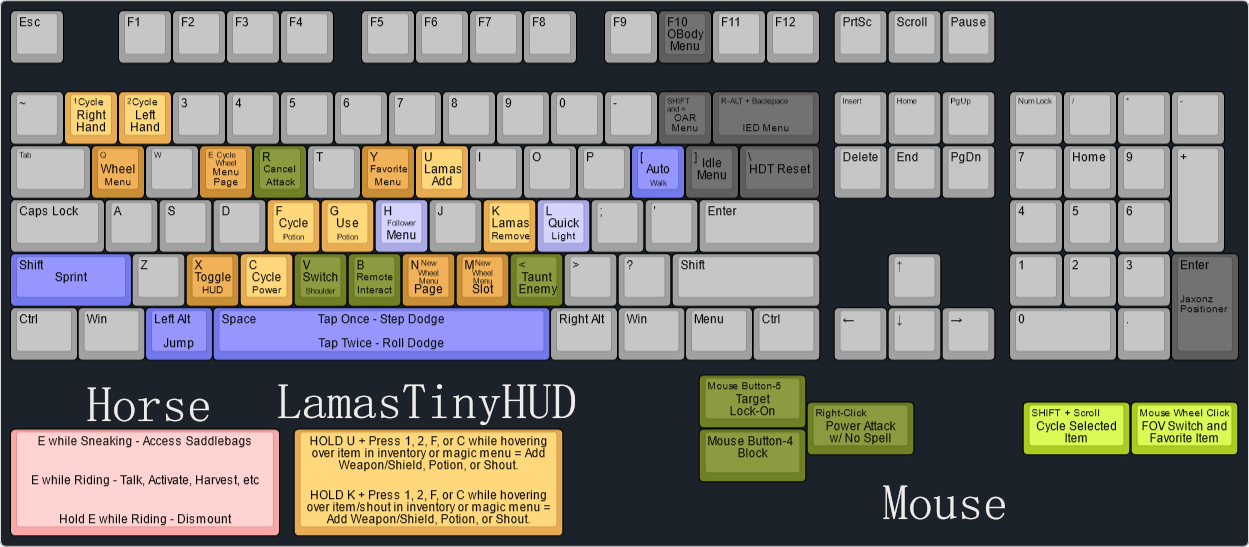 Esc F1 F2 F3 F4 F5 F6 F7 F8 F9 F10 F11 F12 PrtSc Scroll Pause
OBody
Menu
~ 1 Cycle 2 Cycle 3 4 5 6 7 8 9 0 - SHIFT R-ALT + Backspace Insert Home PgUp Num Lock / * -
Right Left and =
Hand Hand OAR
Menu IED Menu
Tab Q W E Cycle R T Y U I O P [ ] \ Delete End PgDn 7 Home 9 +
Wheel Wheel Cancel Favorite Lamas Auto Idle HDT Reset
Menu Menu Attack Menu Add Walk Menu
Page
Caps Lock A S D F G H J K L ; ' Enter 4 5 6
Cycle Use Follower Lamas Quick
Potion Potion Menu Remove Light
Shift Z X C V B N New M New < > ? Shift ↑ 1 2 3 Enter
Sprint Toggle Cycle Switch Remote Wheel Wheel Taunt
HUD Power Shoulder Interact Menu Menu Enemy Jaxonz
Page Slot Positioner
Ctrl Win Left Alt Space Tap Once - Step Dodge Right Alt Win Menu Ctrl ← ↓ → 0 .
Jump Tap Twice - Roll Dodge
Horse LamasTinyHUD
E while Sneaking - Access Saddlebags
E while Riding - Talk, Activate, Harvest, etc
Hold E while Riding - Dismount
HOLD U + Press 1, 2, F, or C while hovering
over item in inventory or magic menu = Add
Weapon/Shield, Potion, or Shout.
HOLD K + Press 1, 2, F, or C while hovering
over item/shout in inventory or magic menu =
Add Weapon/Shield, Potion, or Shout.
Mouse Button-5
Target
Lock-On
Mouse Button-4
Block
Right-Click
Power Attack
w/ No Spell
SHIFT + Scroll
Cycle Selected
Item
Mouse Wheel Click
FOV Switch and
Favorite Item
Mouse